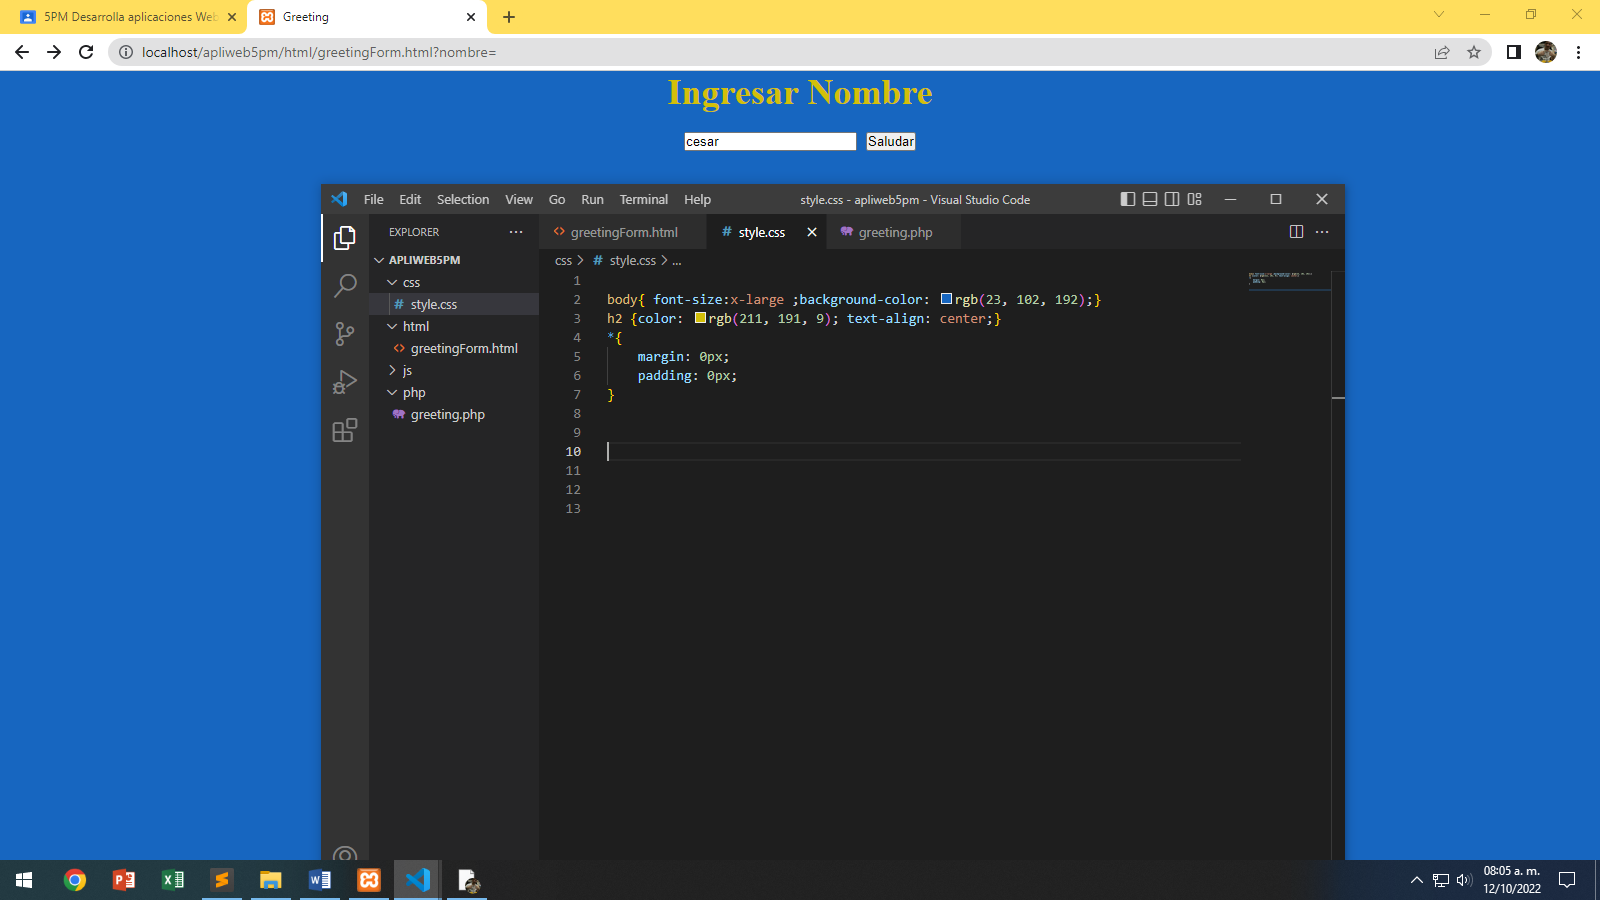 5PM Desarrolla aplicaciones Web
Greeting
localhost/apliweb5pm/html/greetingForm.html?nombre=
Ingresar Nombre
cesar
Saludar
File Edit Selection View Go Run Terminal Help
style.css - apliweb5pm - Visual Studio Code
EXPLORER
greetingForm.html
# style.css
greeting.php
APLIWEB5PM
css
# style.css
html
greetingForm.html
js
php
greeting.php
css > # style.css > ...
1
2 body{ font-size:x-large ;background-color: rgb(23, 102, 192);}
3 h2 {color: rgb(211, 191, 9); text-align: center;}
4 *{
5 margin: 0px;
6 padding: 0px;
7 }
8
9
10
11
12
13
08:05 a. m.
12/10/2022